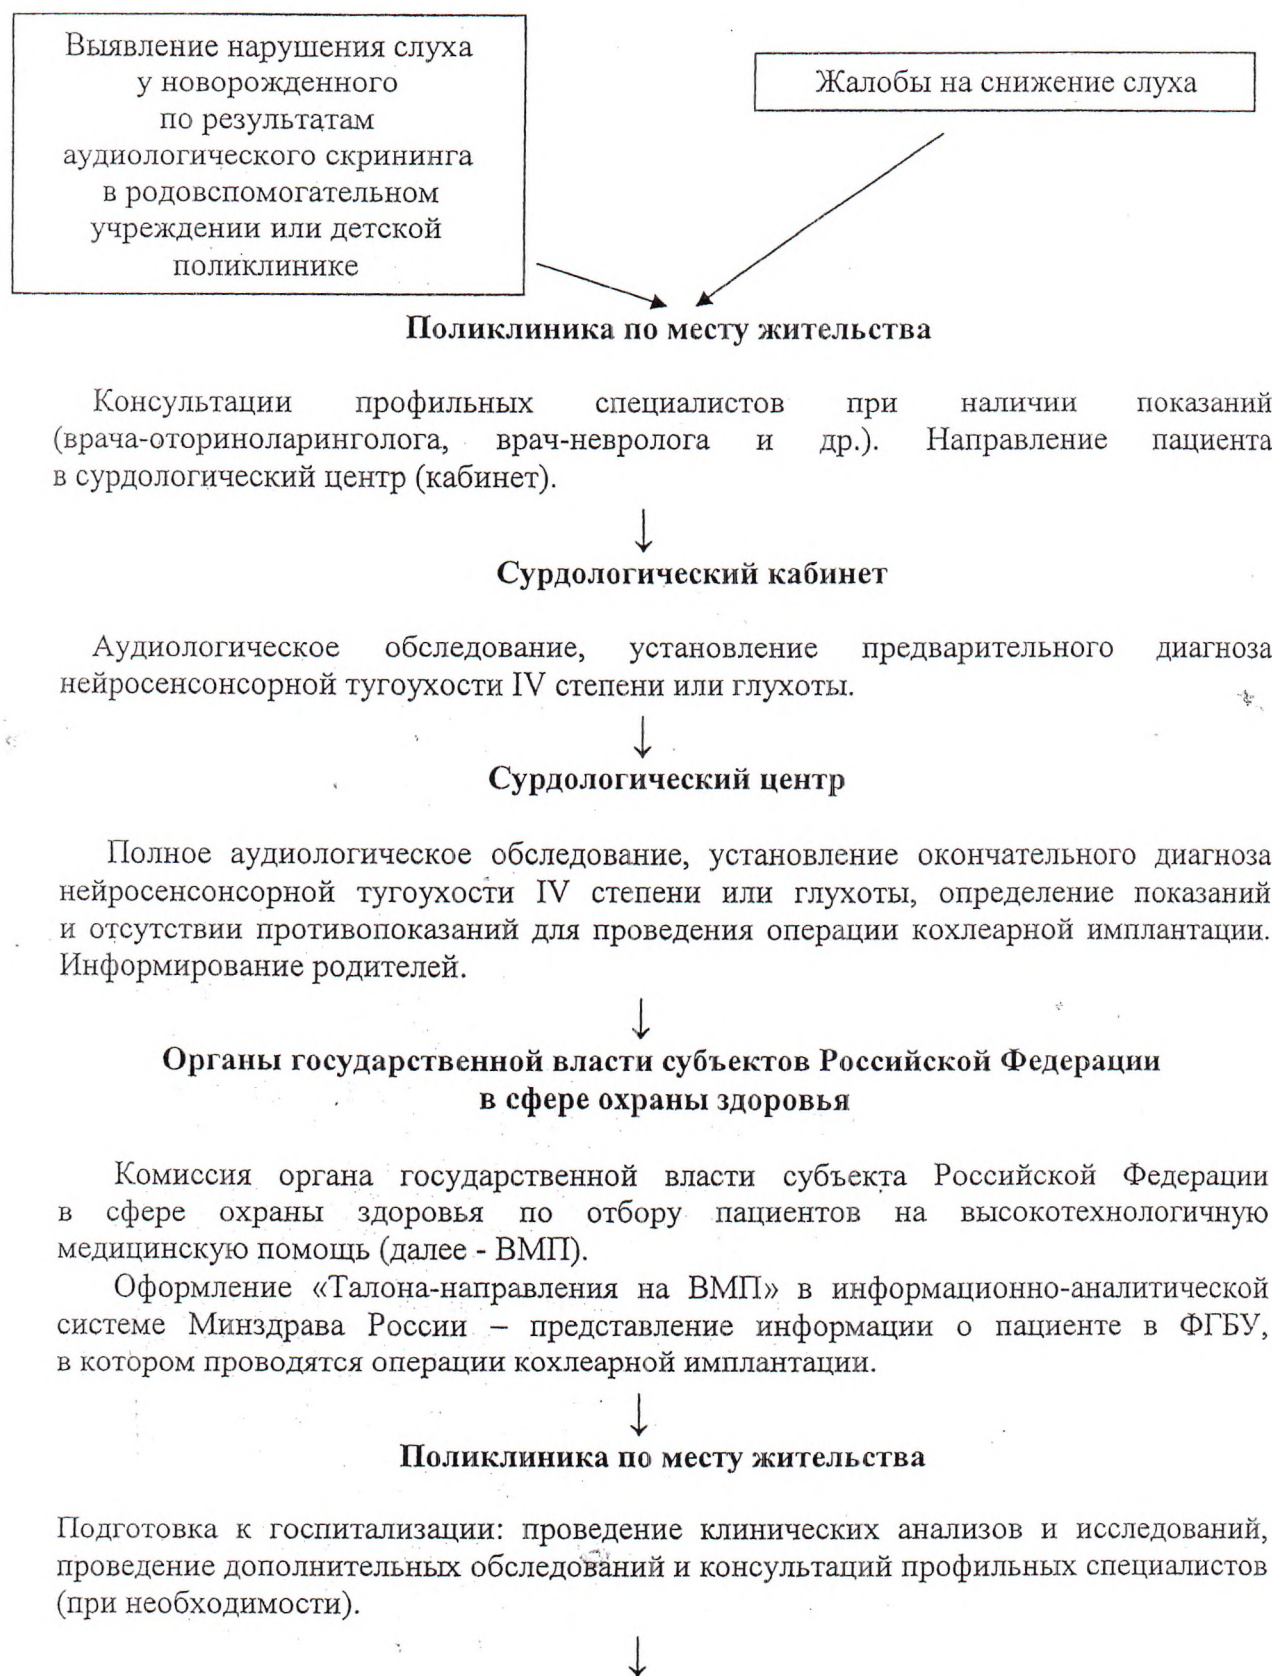 Выявление нарушения слуха
у новорожденного
по результатам
аудиологического скрининга
в родовспомогательном
учреждении или детской
поликлинике
Жалобы на снижение слуха
Поликлиника по месту жительства
Консультации профильных специалистов при наличии показаний
(врача-оториноларинголога, врач-невролога и др.). Направление пациента
в сурдологический центр (кабинет).
Сурдологический кабинет
Аудиологическое обследование, установление предварительного диагноза
нейросенсонсорной тугоухости IV степени или глухоты.
Сурдологический центр
Полное аудиологическое обследование, установление окончательного диагноза
нейросенсонсорной тугоухости IV степени или глухоты, определение показаний
и отсутствии противопоказаний для проведения операции кохлеарной имплантации.
Информирование родителей.
Органы государственной власти субъектов Российской Федерации
в сфере охраны здоровья
Комиссия органа государственной власти субъекта Российской Федерации
в сфере охраны здоровья по отбору пациентов на высокотехнологичную
медицинскую помощь (далее - ВМП).
Оформление «Талона-направления на ВМП» в информационно-аналитической
системе Минздрава России – представление информации о пациенте в ФГБУ,
в котором проводятся операции кохлеарной имплантации.
Поликлиника по месту жительства
Подготовка к госпитализации: проведение клинических анализов и исследований,
проведение дополнительных обследований и консультаций профильных специалистов
(при необходимости).